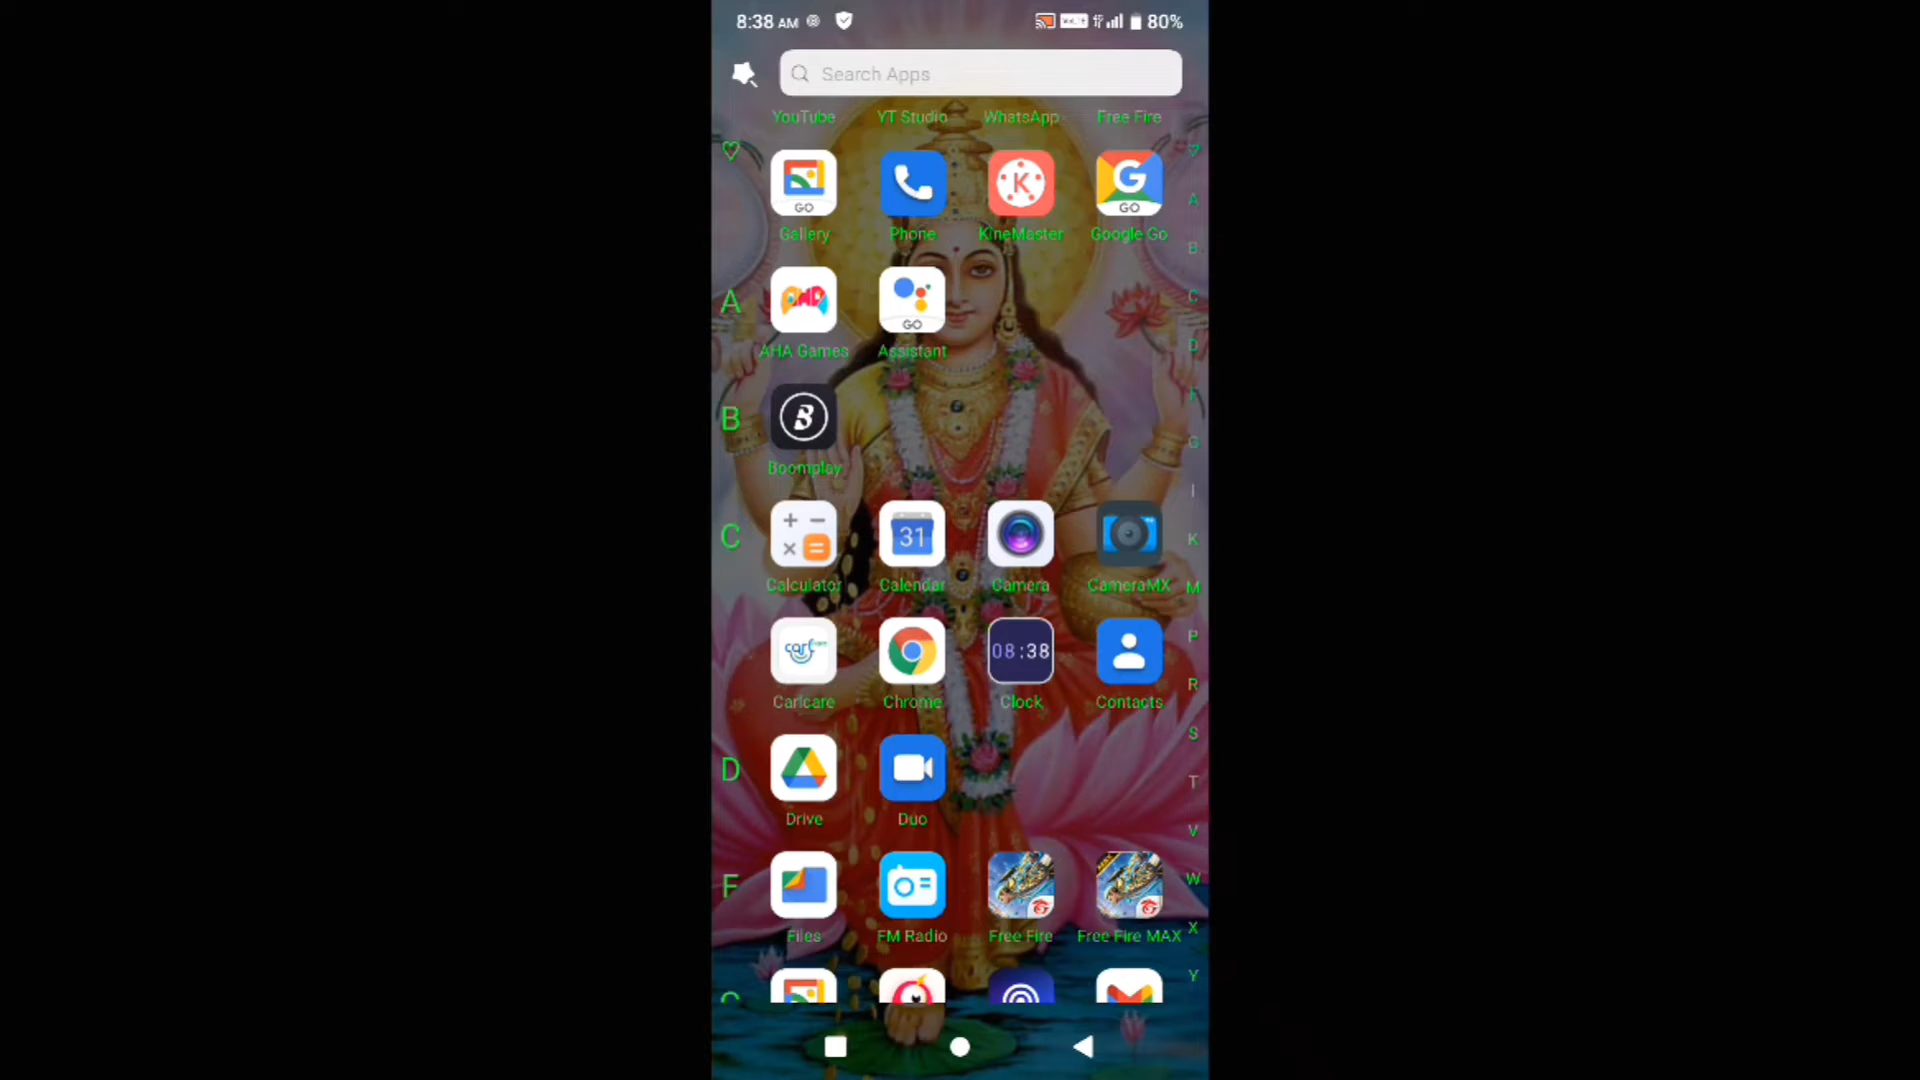 8:38 AM 80%
Search Apps
YouTube YT Studio WhatsApp Free Fire
GO GO
Gallery Phone KineMaster Google Go
A
B
A GO
AHA Games Assistant
C
D
B
F
G
Boomplay
I
C 31
K
Calculator Calendar Camera CameraMX M
P
carlcare 08:38
R
Carlcare Chrome Clock Contacts
S
D
T
Drive Duo V
F W
Files FM Radio Free Fire Free Fire MAX X
Y
G